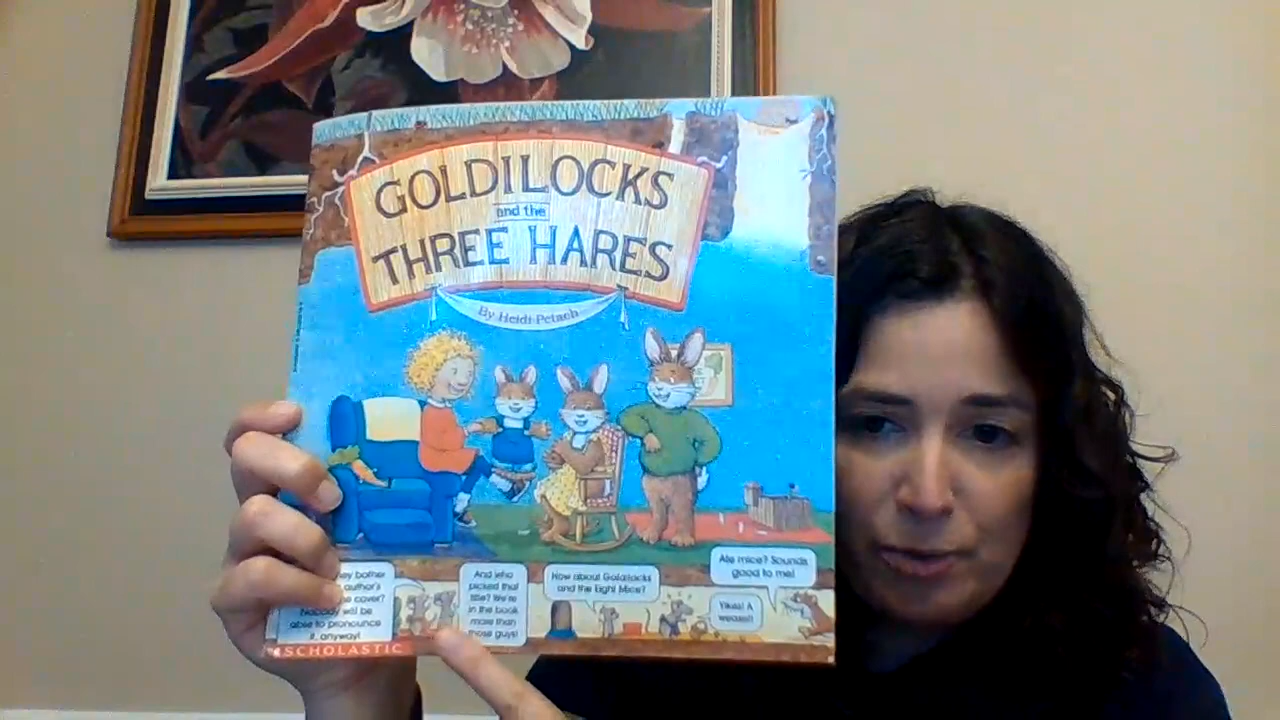 GOLDILOCKS
and the
THREE HARES
By Heidi Petach
bother
author's
cover?
Nobody will be
able to pronounce
it, anyway!
And who
picked that
title? We're
in the book
more than
those guys!
How about Goldilocks
and the Eight Mice?
Ate mice? Sounds
good to me!
Yikes! A
weasel!
SCHOLASTIC